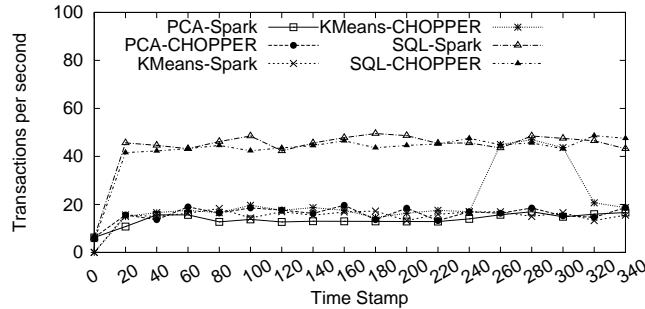 100
80
60
40
20
0
Transactions per second
PCA-Spark
PCA-CHOPPER
KMeans-Spark
KMeans-CHOPPER
SQL-Spark
SQL-CHOPPER
0 20 40 60 80 100 120 140 160 180 200 220 240 260 280 300 320 340
Time Stamp